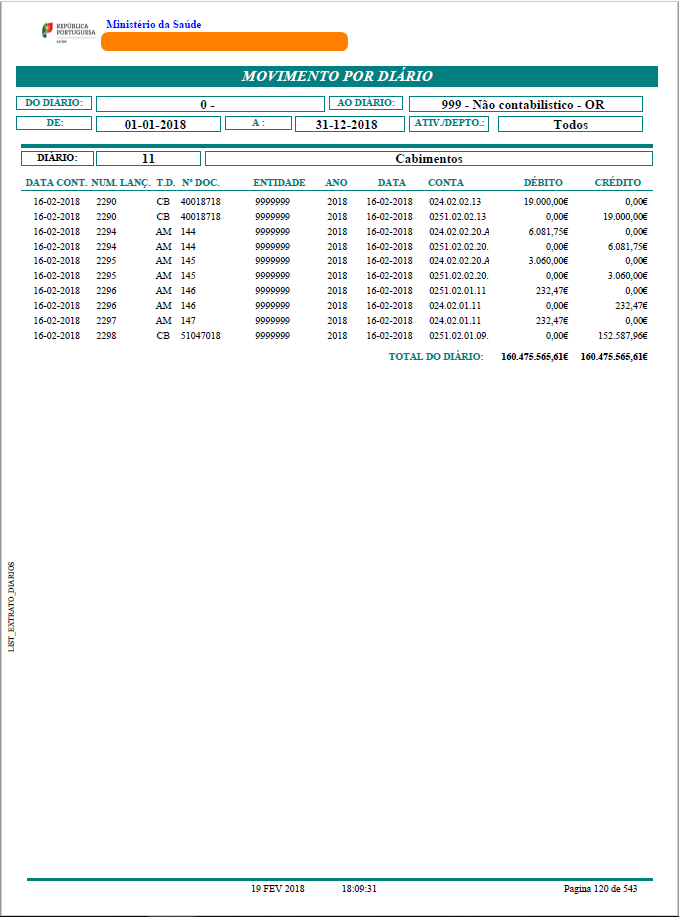 REPÚBLICA
PORTUGUESA
SAÚDE
Ministério da Saúde
MOVIMENTO POR DIÁRIO
DO DIÁRIO: 0 - AO DIÁRIO: 999 - Não contabilistico - OR
DE: 01-01-2018 A : 31-12-2018 ATIV./DEPTO.: Todos
DIÁRIO: 11 Cabimentos
DATA CONT. NUM. LANÇ. T.D. Nº DOC. ENTIDADE ANO DATA CONTA DÉBITO CRÉDITO
16-02-2018 2290 CB 40018718 9999999 2018 16-02-2018 024.02.02.13 19.000,00€ 0,00€
16-02-2018 2290 CB 40018718 9999999 2018 16-02-2018 0251.02.02.13 0,00€ 19.000,00€
16-02-2018 2294 AM 144 9999999 2018 16-02-2018 024.02.02.20.A 6.081,75€ 0,00€
16-02-2018 2294 AM 144 9999999 2018 16-02-2018 0251.02.02.20. 0,00€ 6.081,75€
16-02-2018 2295 AM 145 9999999 2018 16-02-2018 024.02.02.20.A 3.060,00€ 0,00€
16-02-2018 2295 AM 145 9999999 2018 16-02-2018 0251.02.02.20. 0,00€ 3.060,00€
16-02-2018 2296 AM 146 9999999 2018 16-02-2018 0251.02.01.11 232,47€ 0,00€
16-02-2018 2296 AM 146 9999999 2018 16-02-2018 024.02.01.11 0,00€ 232,47€
16-02-2018 2297 AM 147 9999999 2018 16-02-2018 024.02.01.11 232,47€ 0,00€
16-02-2018 2298 CB 51047018 9999999 2018 16-02-2018 0251.02.01.09. 0,00€ 152.587,96€
TOTAL DO DIÁRIO: 160.475.565,61€ 160.475.565,61€
LIST_EXTRATO_DIARIOS
19 FEV 2018 18:09:31 Pagina 120 de 543